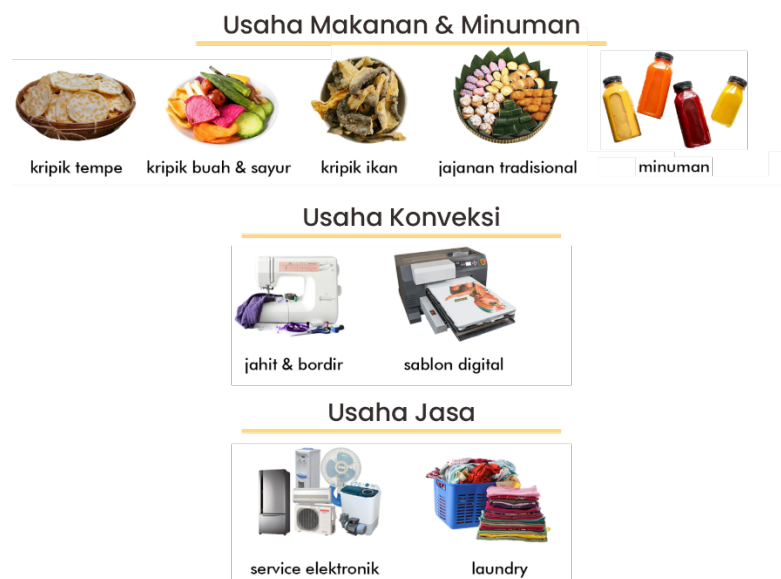 Usaha Makanan & Minuman
kripik tempe
kripik buah & sayur
kripik ikan
jajanan tradisional
minuman
Usaha Konveksi
jahit & bordir
sablon digital
Usaha Jasa
service elektronik
laundry